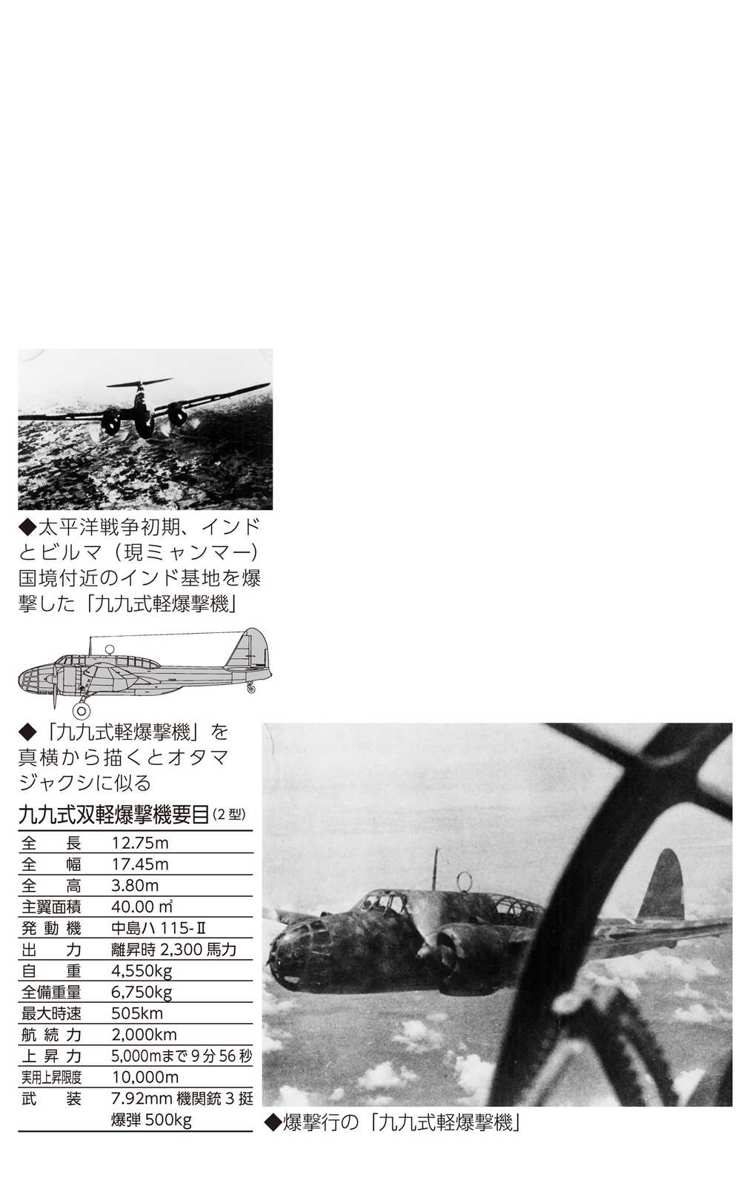 ◆太平洋戦争初期、インド
とビルマ（現ミャンマー）
国境付近のインド基地を爆
撃した「九九式軽爆撃機」
◆「九九式軽爆撃機」を
真横から描くとオタマ
ジャクシに似る
九九式双軽爆撃機要目（2型）
全長 12.75m
全幅 17.45m
全高 3.80m
主翼面積 40.00㎡
発動機 中島ハ115-Ⅱ
出力 離昇時2,300馬力
自重 4,550kg
全備重量 6,750kg
最大時速 505km
航続力 2,000km
上昇力 5,000mまで9分56秒
実用上昇限度 10,000m
武装 7.92mm機関銃3挺
爆弾500kg
◆爆撃行の「九九式軽爆撃機」